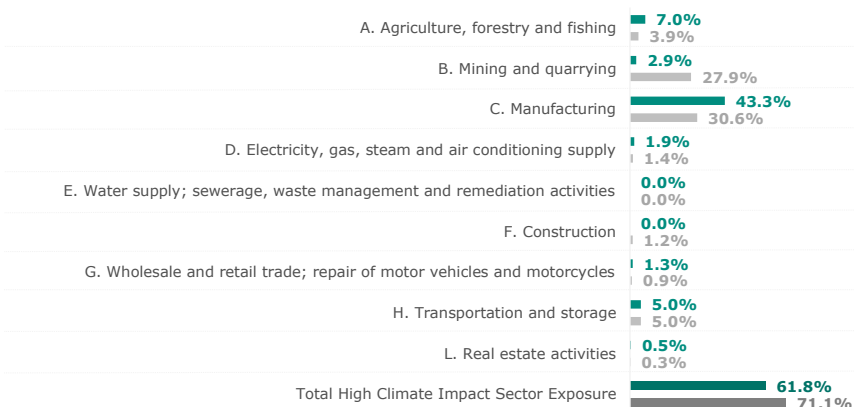 A. Agriculture, forestry and fishing
7.0%
3.9%
B. Mining and quarrying
2.9%
27.9%
C. Manufacturing
43.3%
30.6%
D. Electricity, gas, steam and air conditioning supply
1.9%
1.4%
E. Water supply; sewerage, waste management and remediation activities
0.0%
0.0%
F. Construction
0.0%
1.2%
G. Wholesale and retail trade; repair of motor vehicles and motorcycles
1.3%
0.9%
H. Transportation and storage
5.0%
5.0%
L. Real estate activities
0.5%
0.3%
Total High Climate Impact Sector Exposure
61.8%
71.1%